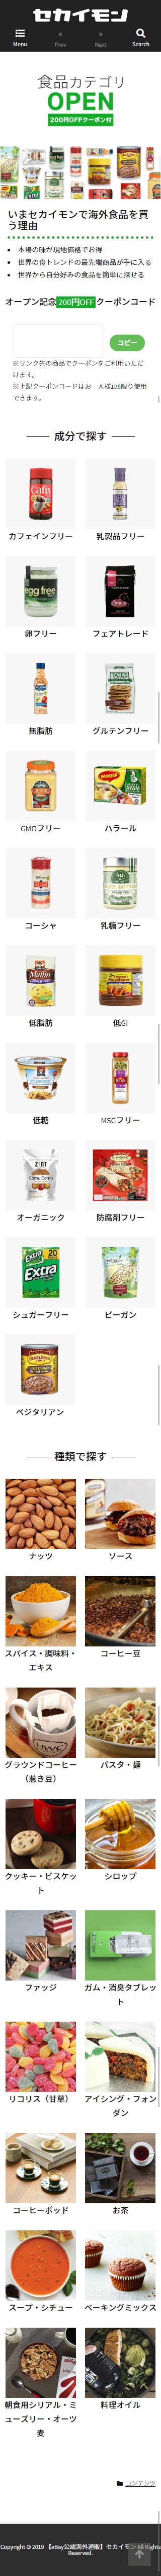 セカイモン
Menu
Prev
Next
Search
食品カテゴリ
OPEN
200円OFFクーポン付
いまセカイモンで海外食品を買う理由
本場の味が現地価格でお得
世界の食トレンドの最先端商品が手に入る
世界から自分好みの食品を簡単に探せる
オープン記念200円OFFクーポンコード
コピー
※リンク先の商品でクーポンをご利用いただけます。
※上記クーポンコードはお一人様1回限り使用できます。
成分で探す
カフェインフリー
乳製品フリー
卵フリー
フェアトレード
無脂肪
グルテンフリー
GMOフリー
ハラール
コーシャ
乳糖フリー
低脂肪
低GI
低糖
MSGフリー
オーガニック
防腐剤フリー
シュガーフリー
ビーガン
ベジタリアン
種類で探す
ナッツ
ソース
スパイス・調味料・エキス
コーヒー豆
グラウンドコーヒー（惹き豆）
パスタ・麺
クッキー・ビスケット
シロップ
ファッジ
ガム・消臭タブレット
リコリス（甘草）
アイシング・フォンダン
コーヒーポッド
お茶
スープ・シチュー
ベーキングミックス
朝食用シリアル・ミューズリー・オーツ麦
料理オイル
コンテンツ
Copyright © 2019 【eBay公認海外通販】セカイモン All Rights Reserved.